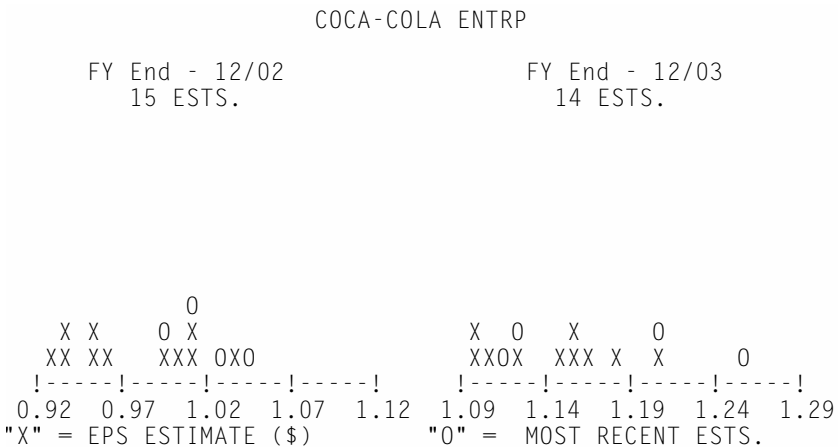 COCA-COLA ENTRP
FY End - 12/02 FY End - 12/03
15 ESTS. 14 ESTS.
O
X X O X X O X O
XX XX XXX OXO XXOX XXX X X O
!-----!-----!-----!-----! !-----!-----!-----!-----!
0.92 0.97 1.02 1.07 1.12 1.09 1.14 1.19 1.24 1.29
"X" = EPS ESTIMATE ($) "O" = MOST RECENT ESTS.